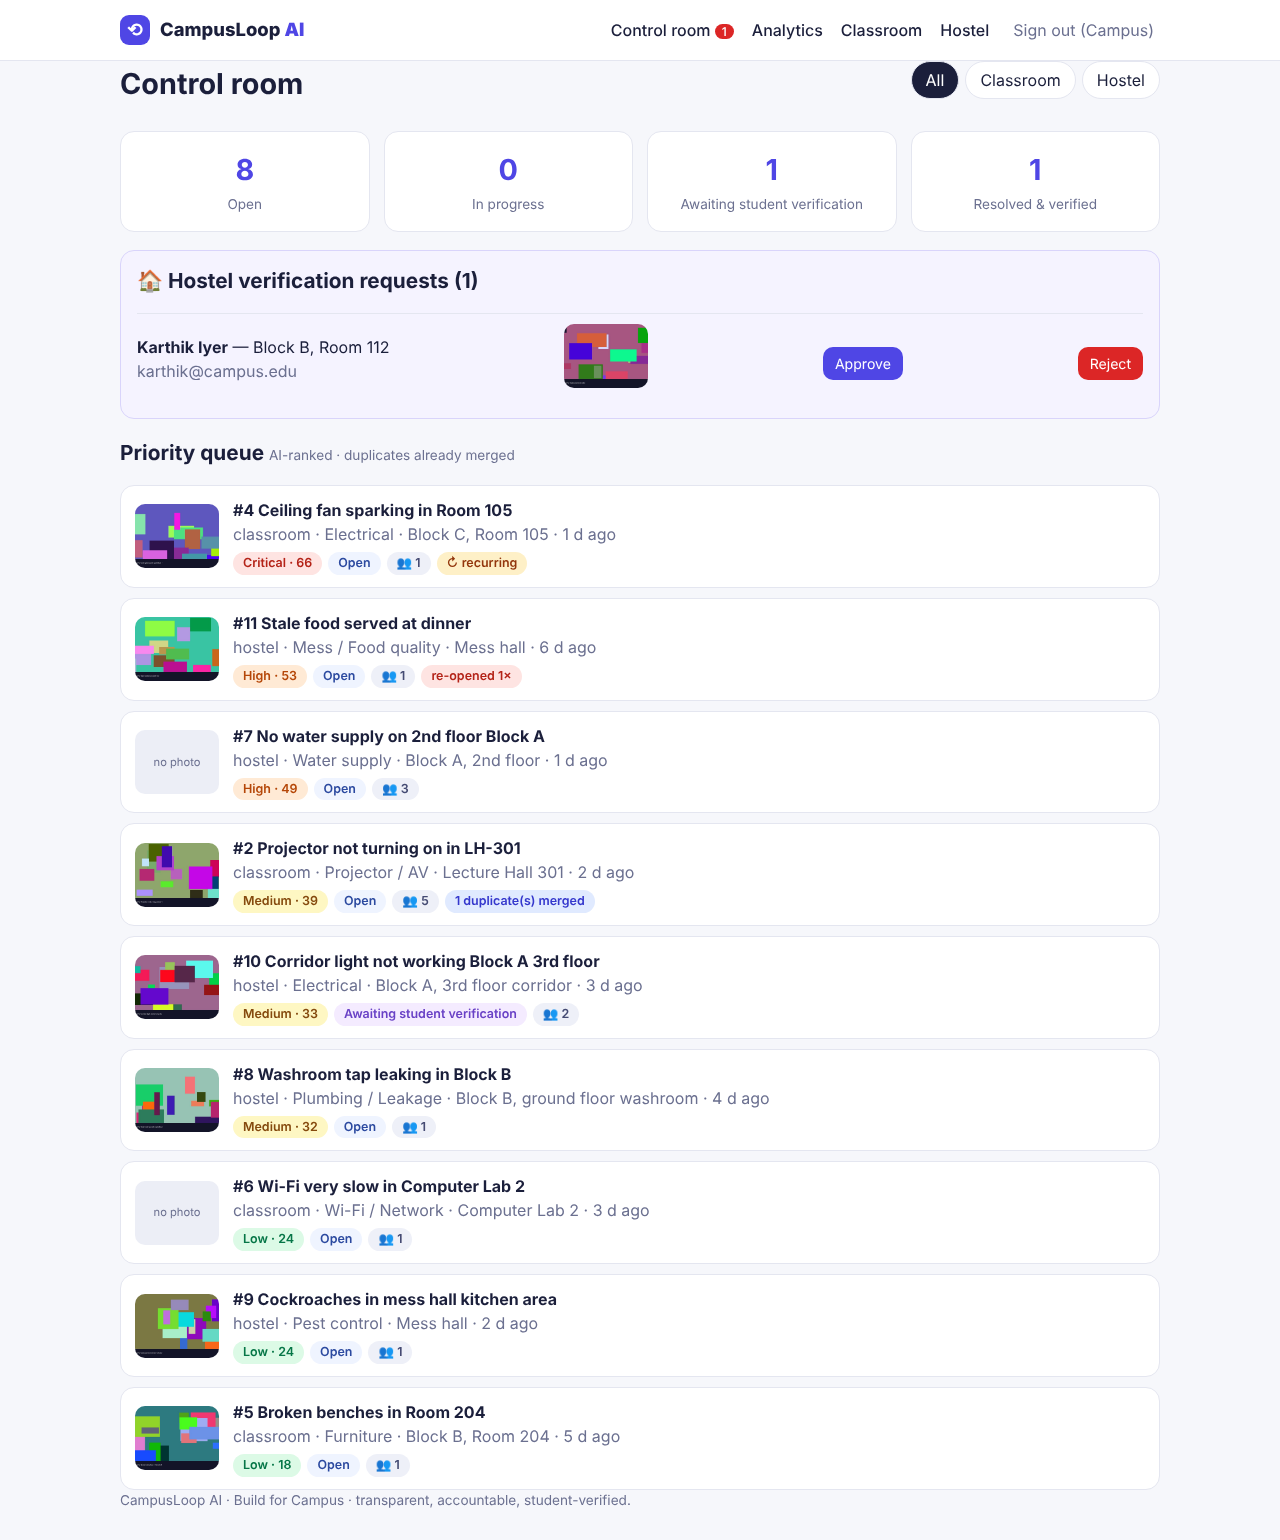 CampusLoop AI
Control room 1 Analytics Classroom Hostel Sign out (Campus)
Control room
All Classroom Hostel
8
Open
0
In progress
1
Awaiting student verification
1
Resolved & verified
🏠 Hostel verification requests (1)
Karthik Iyer — Block B, Room 112
karthik@campus.edu
Approve
Reject
Priority queue AI-ranked · duplicates already merged
#4 Ceiling fan sparking in Room 105
classroom · Electrical · Block C, Room 105 · 1 d ago
Critical · 66 Open 👥 1 ↻ recurring
#11 Stale food served at dinner
hostel · Mess / Food quality · Mess hall · 6 d ago
High · 53 Open 👥 1 re-opened 1×
no photo
#7 No water supply on 2nd floor Block A
hostel · Water supply · Block A, 2nd floor · 1 d ago
High · 49 Open 👥 3
#2 Projector not turning on in LH-301
classroom · Projector / AV · Lecture Hall 301 · 2 d ago
Medium · 39 Open 👥 5 1 duplicate(s) merged
#10 Corridor light not working Block A 3rd floor
hostel · Electrical · Block A, 3rd floor corridor · 3 d ago
Medium · 33 Awaiting student verification 👥 2
#8 Washroom tap leaking in Block B
hostel · Plumbing / Leakage · Block B, ground floor washroom · 4 d ago
Medium · 32 Open 👥 1
no photo
#6 Wi-Fi very slow in Computer Lab 2
classroom · Wi-Fi / Network · Computer Lab 2 · 3 d ago
Low · 24 Open 👥 1
#9 Cockroaches in mess hall kitchen area
hostel · Pest control · Mess hall · 2 d ago
Low · 24 Open 👥 1
#5 Broken benches in Room 204
classroom · Furniture · Block B, Room 204 · 5 d ago
Low · 18 Open 👥 1
CampusLoop AI · Build for Campus · transparent, accountable, student-verified.